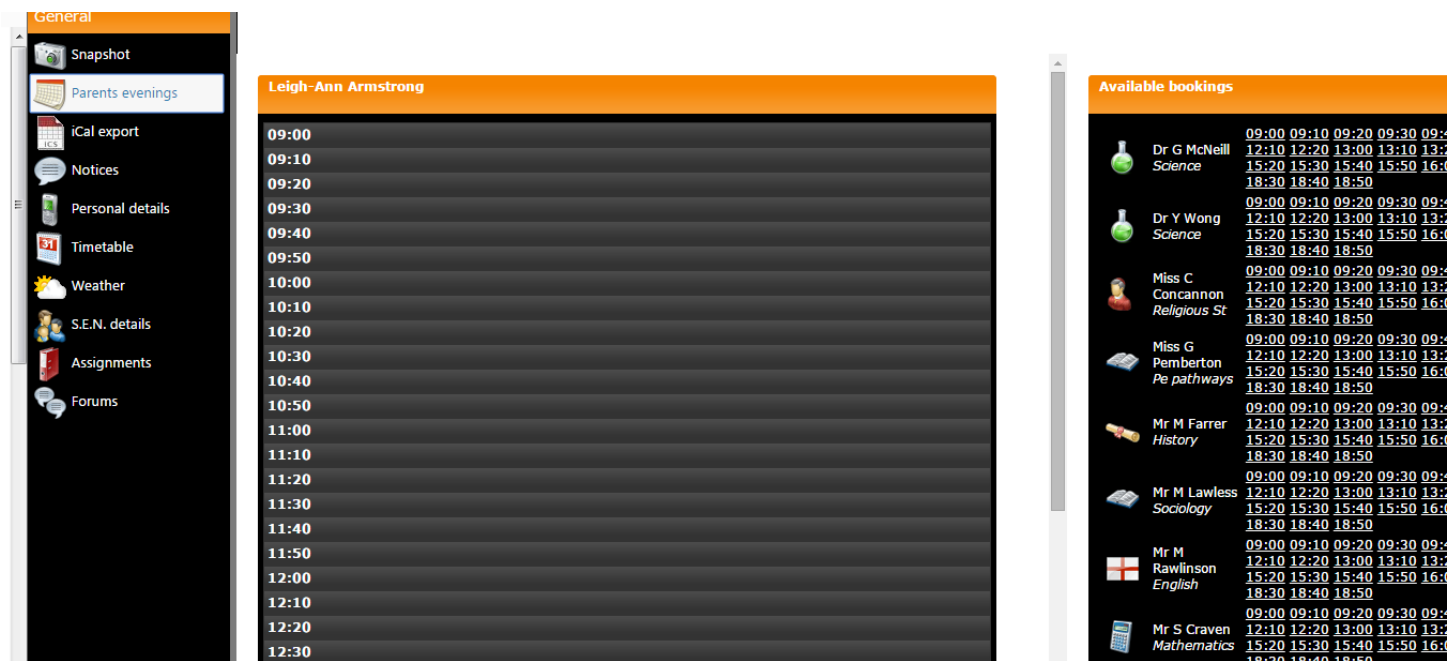 General
Snapshot
Parents evenings
iCal export
Notices
Personal details
Timetable
Weather
S.E.N. details
Assignments
Forums
Leigh-Ann Armstrong
09:00
09:10
09:20
09:30
09:40
09:50
10:00
10:10
10:20
10:30
10:40
10:50
11:00
11:10
11:20
11:30
11:40
11:50
12:00
12:10
12:20
12:30
Available bookings
Dr G McNeill
Science
09:00 09:10 09:20 09:30
12:10 12:20 13:00 13:10
15:20 15:30 15:40 15:50
18:30 18:40 18:50
Dr Y Wong
Science
09:00 09:10 09:20 09:30
12:10 12:20 13:00 13:10
15:20 15:30 15:40 15:50
18:30 18:40 18:50
Miss C
Concannon
Religious St
09:00 09:10 09:20 09:30
12:10 12:20 13:00 13:10
15:20 15:30 15:40 15:50
18:30 18:40 18:50
Miss G
Pemberton
Pe pathways
09:00 09:10 09:20 09:30
12:10 12:20 13:00 13:10
15:20 15:30 15:40 15:50
18:30 18:40 18:50
Mr M Farrer
History
09:00 09:10 09:20 09:30
12:10 12:20 13:00 13:10
15:20 15:30 15:40 15:50
18:30 18:40 18:50
Mr M Lawless
Sociology
09:00 09:10 09:20 09:30
12:10 12:20 13:00 13:10
15:20 15:30 15:40 15:50
18:30 18:40 18:50
Mr M
Rawlinson
English
09:00 09:10 09:20 09:30
12:10 12:20 13:00 13:10
15:20 15:30 15:40 15:50
18:30 18:40 18:50
Mr S Craven
Mathematics
09:00 09:10 09:20 09:30
12:10 12:20 13:00 13:10
15:20 15:30 15:40 15:50
18:30 18:40 18:50